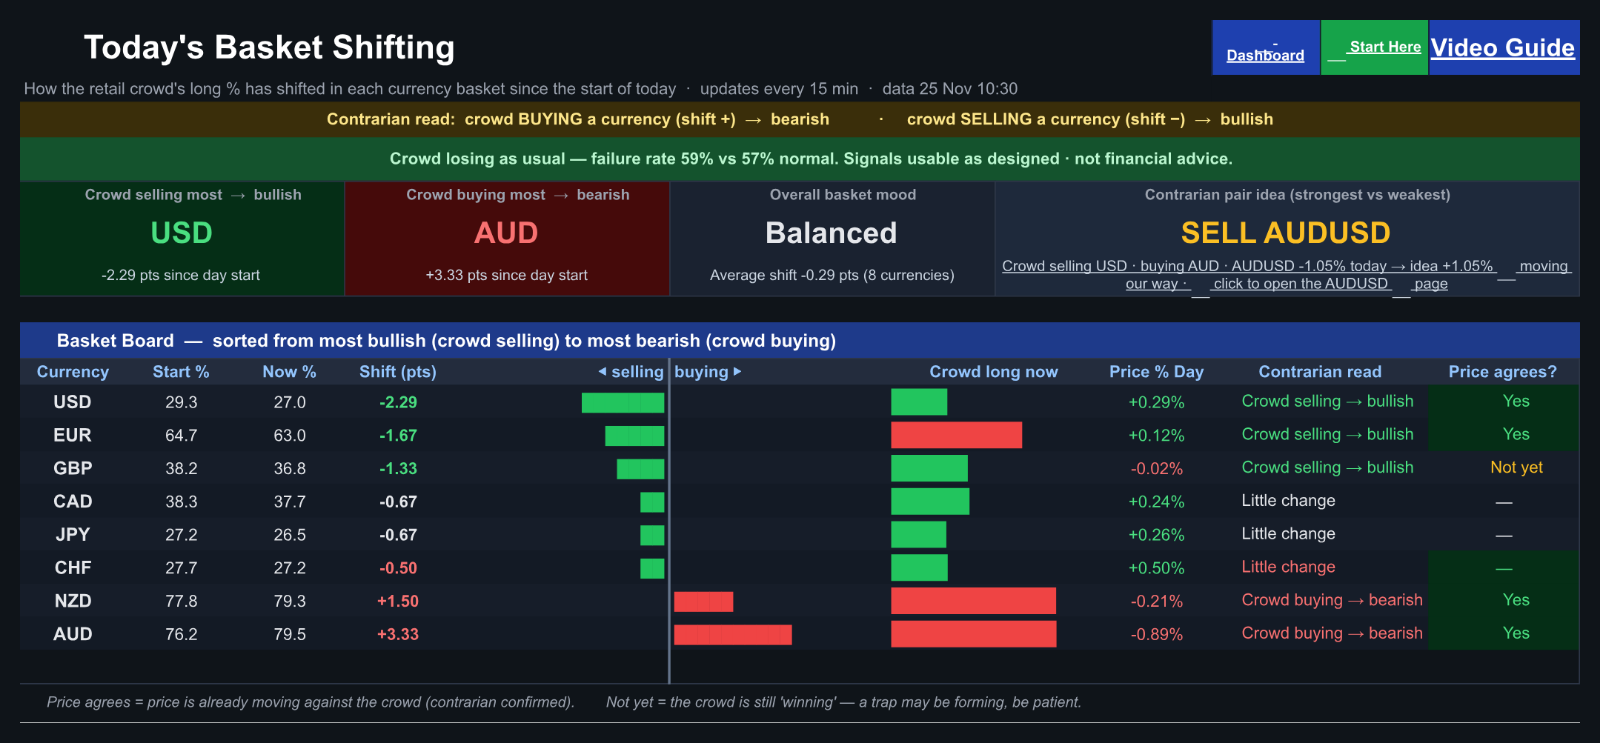 Today's Basket Shifting
Dashboard
Start Here
Video Guide
How the retail crowd's long % has shifted in each currency basket since the start of today · updates every 15 min · data 25 Nov 10:30
Contrarian read: crowd BUYING a currency (shift +) → bearish · crowd SELLING a currency (shift −) → bullish
Crowd losing as usual — failure rate 59% vs 57% normal. Signals usable as designed · not financial advice.
Crowd selling most → bullish
USD
-2.29 pts since day start
Crowd buying most → bearish
AUD
+3.33 pts since day start
Overall basket mood
Balanced
Average shift -0.29 pts (8 currencies)
Contrarian pair idea (strongest vs weakest)
SELL AUDUSD
Crowd selling USD · buying AUD · AUDUSD -1.05% today → idea +1.05% __ moving
our way · __ click to open the AUDUSD __ page
Basket Board — sorted from most bullish (crowd selling) to most bearish (crowd buying)
Currency Start % Now % Shift (pts) ◄ selling buying ► Crowd long now Price % Day Contrarian read Price agrees?
USD 29.3 27.0 -2.29 +0.29% Crowd selling → bullish Yes
EUR 64.7 63.0 -1.67 +0.12% Crowd selling → bullish Yes
GBP 38.2 36.8 -1.33 -0.02% Crowd selling → bullish Not yet
CAD 38.3 37.7 -0.67 +0.24% Little change —
JPY 27.2 26.5 -0.67 +0.26% Little change —
CHF 27.7 27.2 -0.50 +0.50% Little change —
NZD 77.8 79.3 +1.50 -0.21% Crowd buying → bearish Yes
AUD 76.2 79.5 +3.33 -0.89% Crowd buying → bearish Yes
Price agrees = price is already moving against the crowd (contrarian confirmed). Not yet = the crowd is still 'winning' — a trap may be forming, be patient.